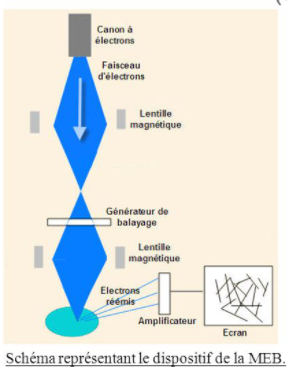 Canon à
électrons
Faisceau
d'électrons
Lentille
magnétique
Générateur de
balayage
Lentille
magnétique
Electrons
réémis
Amplificateur
Ecran
Schéma représentant le dispositif de la MEB.